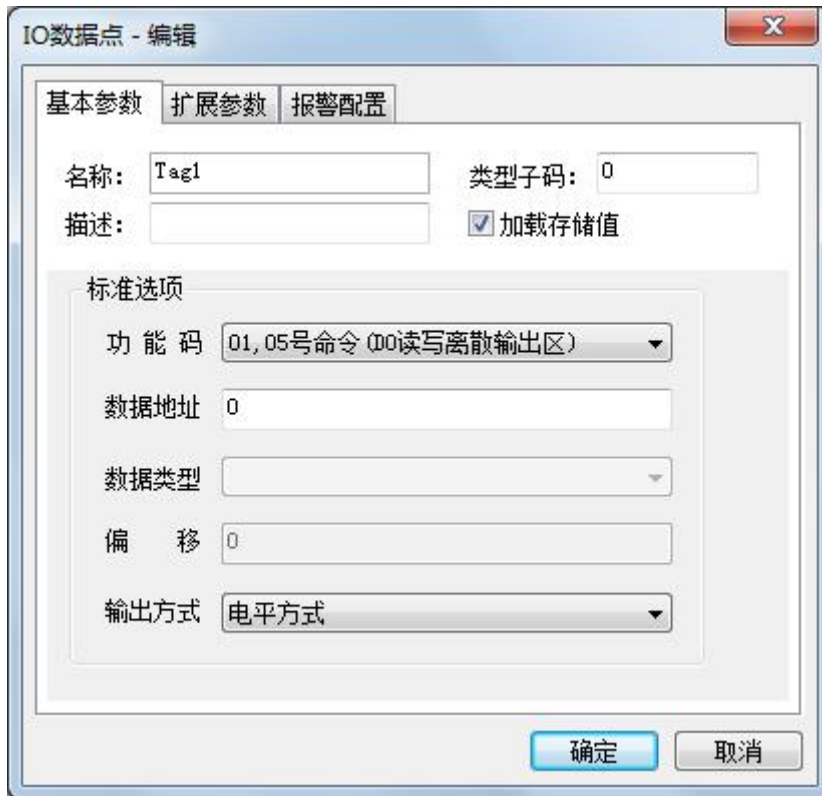 IO数据点 - 编辑
基本参数 扩展参数 报警配置
名称: Tag1 类型子码: 0
描述: 加载存储值
标准选项
功 能 码 01,05号命令(DO读写离散输出区)
数据地址 0
数据类型
偏 移 0
输出方式 电平方式
确定 取消